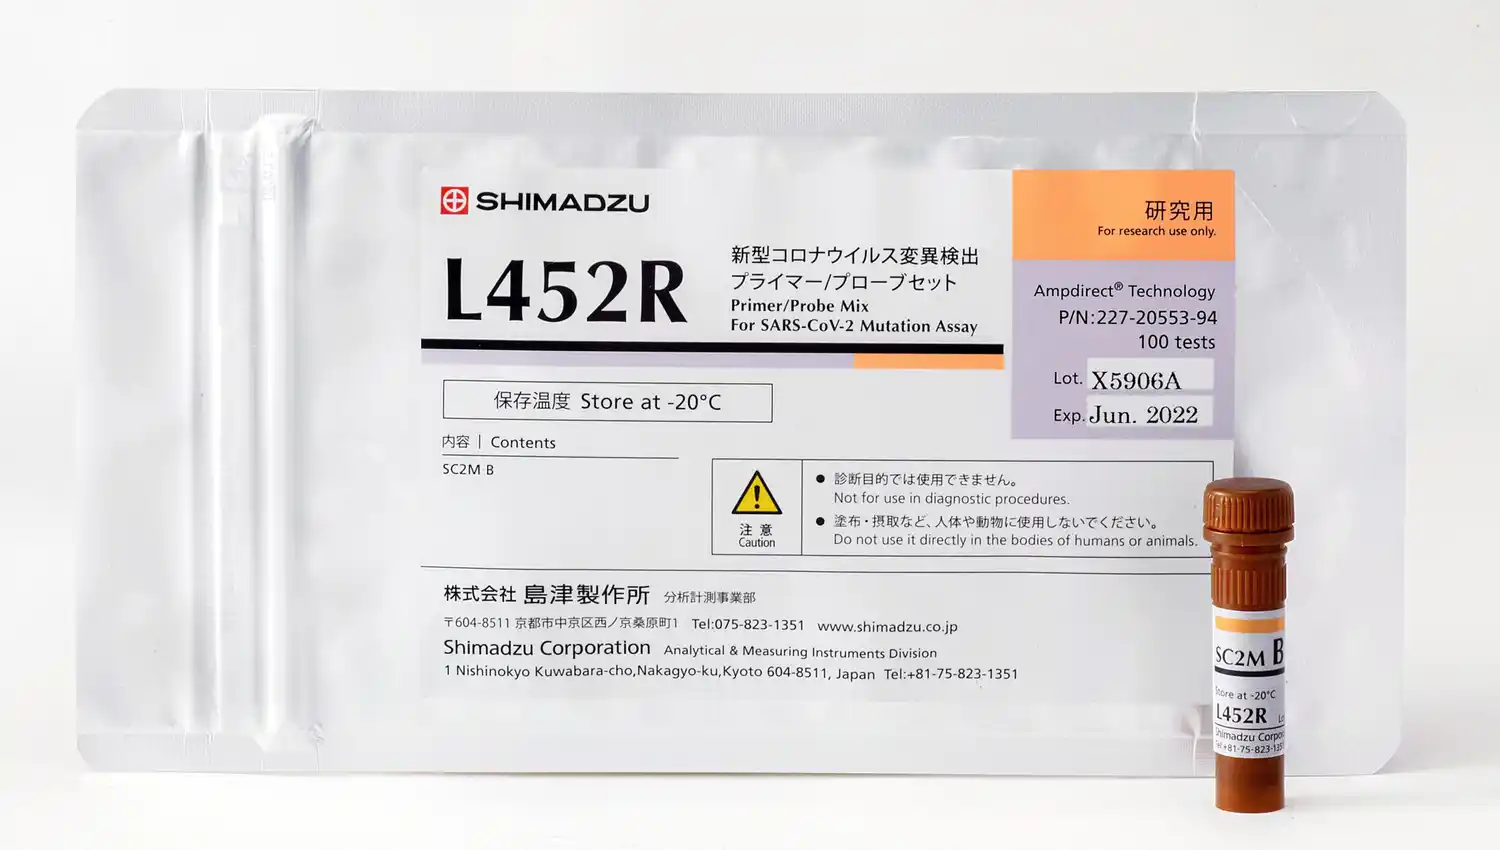 SHIMADZU
L452R
新型コロナウイルス変異検出
プライマー/プローブセット
Primer/Probe Mix
For SARS-CoV-2 Mutation Assay
研究用
For research use only.
Ampdirect® Technology
P/N:227-20553-94
100 tests
Lot. X5906A
Exp. Jun. 2022
保存温度 Store at -20°C
内容 | Contents
SC2M B
注 意
Caution
● 診断目的では使用できません。
Not for use in diagnostic procedures.
● 塗布・摂取など、人体や動物に使用しないでください。
Do not use it directly in the bodies of humans or animals.
株式会社 島津製作所 分析計測事業部
〒604-8511 京都市中京区西ノ京桑原町1 Tel:075-823-1351 www.shimadzu.co.jp
Shimadzu Corporation Analytical & Measuring Instruments Division
1 Nishinokyo Kuwabara-cho,Nakagyo-ku,Kyoto 604-8511, Japan Tel:+81-75-823-1351
SC2M B
Store at -20°C
L452R Lo
Shimadzu Corpo
Tel:+81-75-823-1351